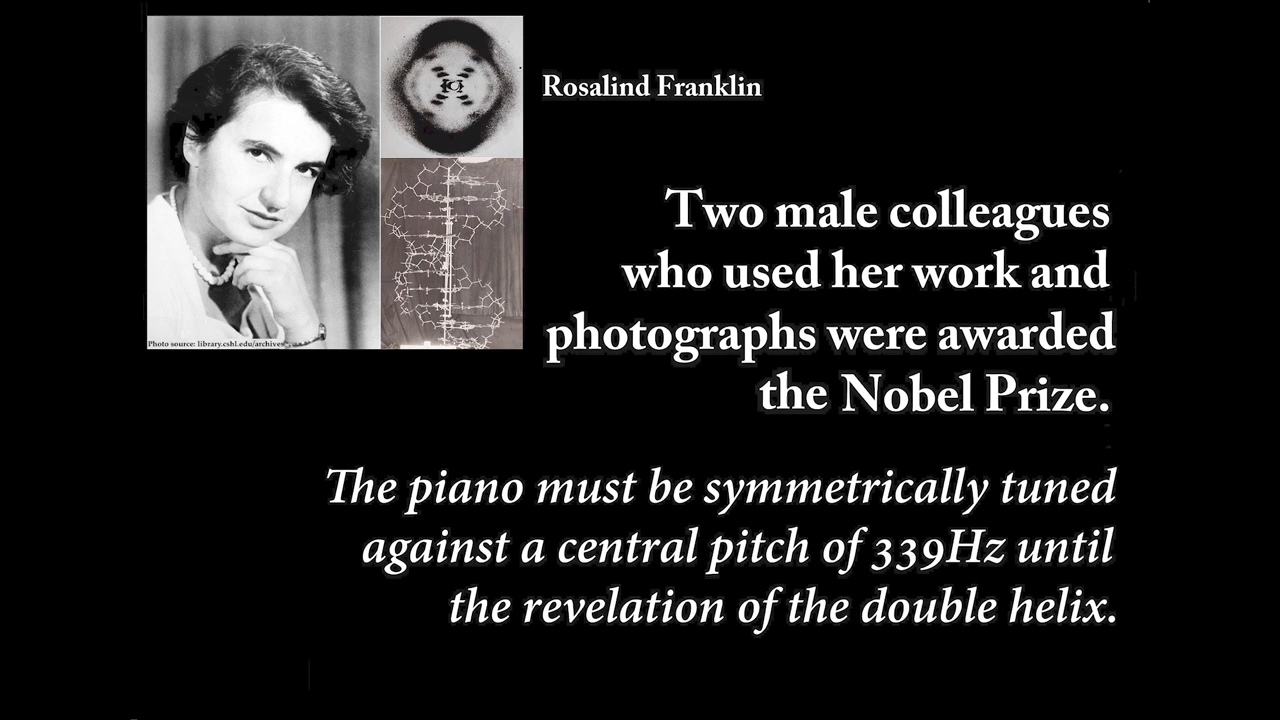 Rosalind Franklin
Photo source: library.cshl.edu/archives
Two male colleagues
who used her work and
photographs were awarded
the Nobel Prize.
The piano must be symmetrically tuned
against a central pitch of 339Hz until
the revelation of the double helix.